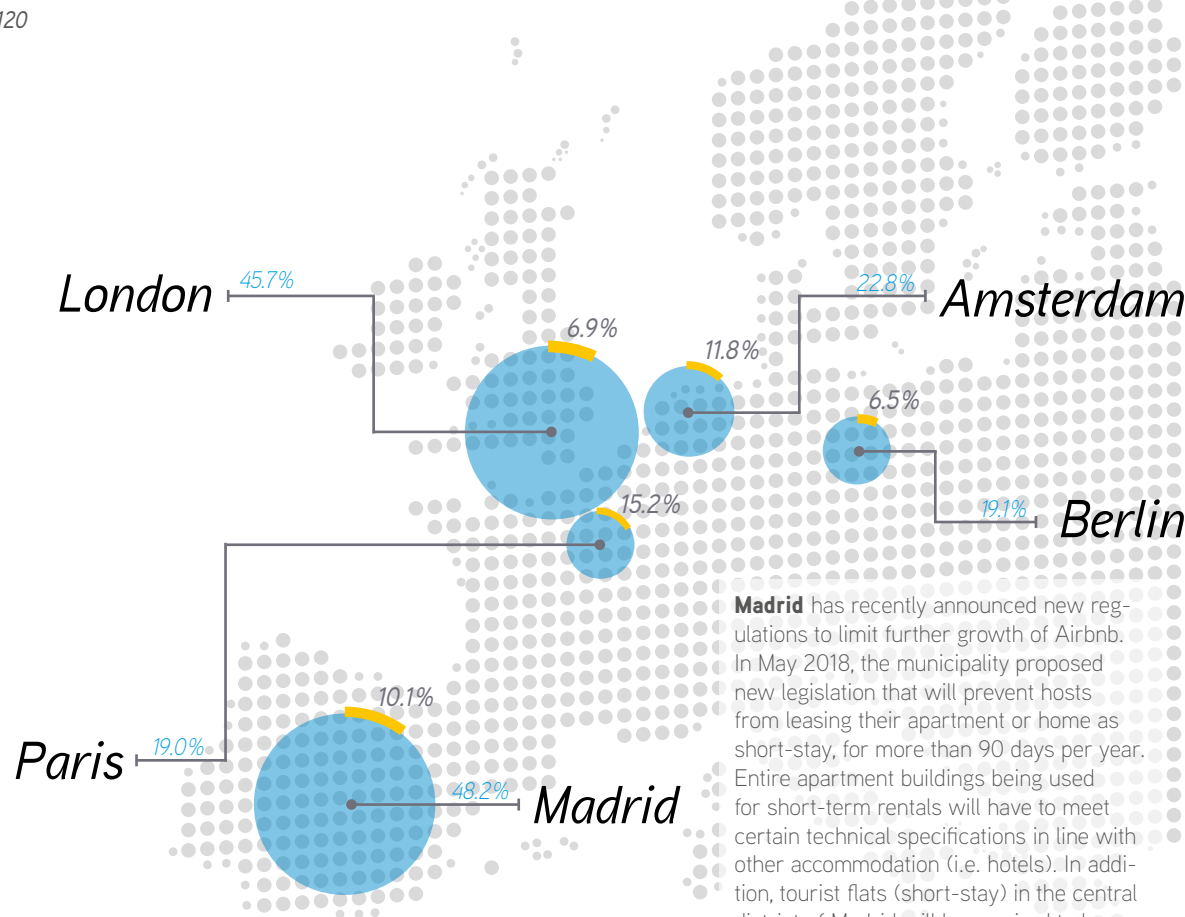 120
London
45.7%
6.9%
22.8%
Amsterdam
11.8%
6.5%
15.2%
19.1%
Berlin
Madrid has recently announced new reg-
ulations to limit further growth of Airbnb.
In May 2018, the municipality proposed
new legislation that will prevent hosts
from leasing their apartment or home as
short-stay, for more than 90 days per year.
Entire apartment buildings being used
for short-term rentals will have to meet
certain technical specifications in line with
other accommodation (i.e. hotels). In addi-
tion, tourist flats (short-stay) in the central
10.1%
Paris
19.0%
48.2%
Madrid